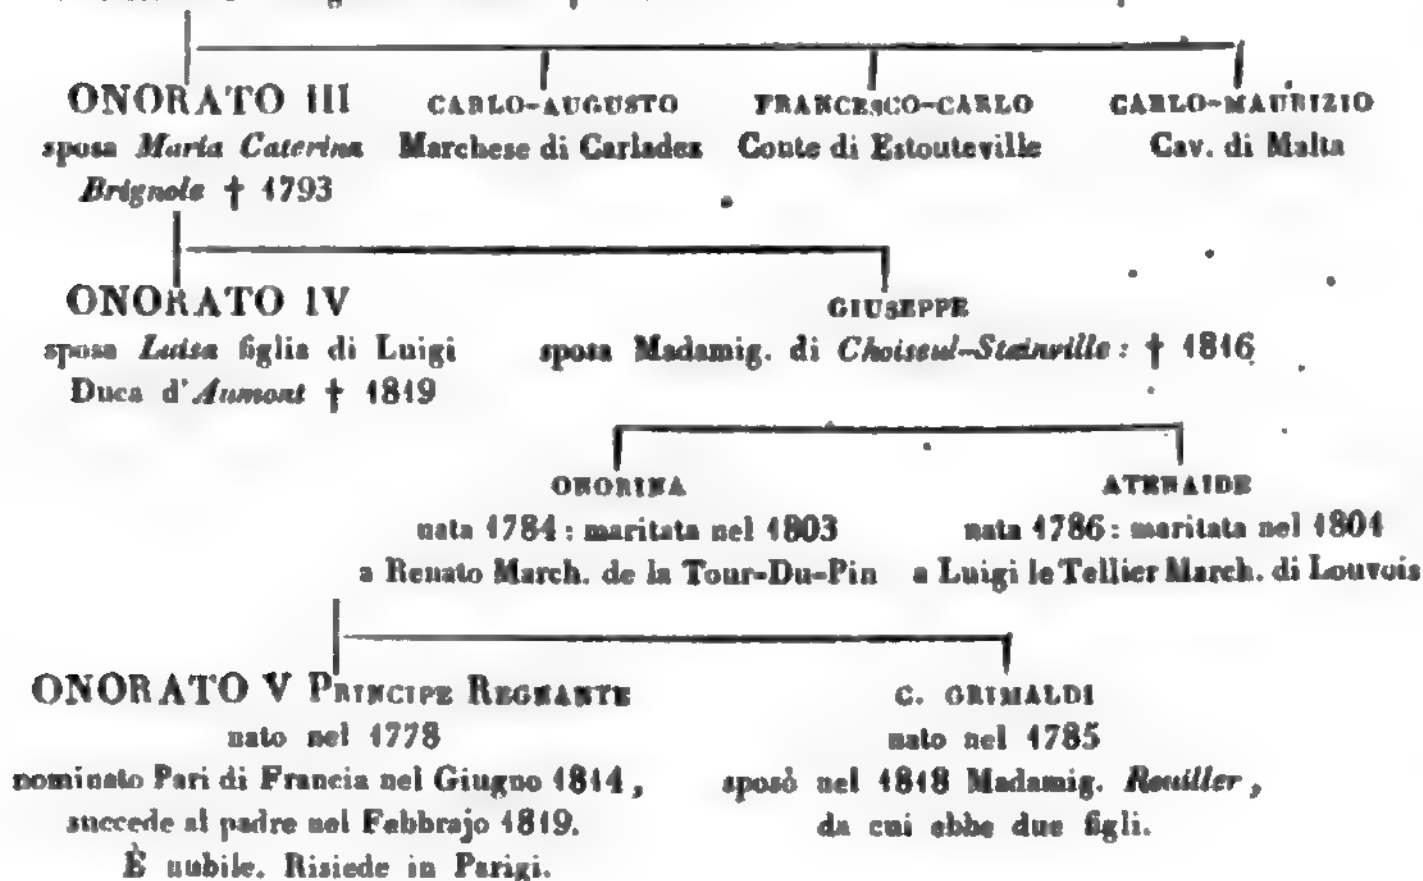 ONORATO III
sposa Maria Caterina
Brignole † 1793
CARLO-AUGUSTO
Marchese di Carladez
FRANCESCO-CARLO
Conte di Estouteville
CARLO-MAURIZIO
Cav. di Malta
ONORATO IV
sposa Luisa figlia di Luigi
Duca d'Aumont † 1819
GIUSEPPE
sposa Madamig. di Choiseul-Stainville: † 1816
ONORINA
nata 1784: maritata nel 1803
a Renato March. de la Tour-Du-Pin
ATENAIDE
nata 1786: maritata nel 1804
a Luigi le Tellier March. di Louvois
ONORATO V PRINCIPE REGNANTE
nato nel 1778
nominato Pari di Francia nel Giugno 1814,
succede al padre nel Febbrajo 1819.
È nubile. Risiede in Parigi.
C. GRIMALDI
nato nel 1785
sposò nel 1818 Madamig. Rouiller,
da cui ebbe due figli.